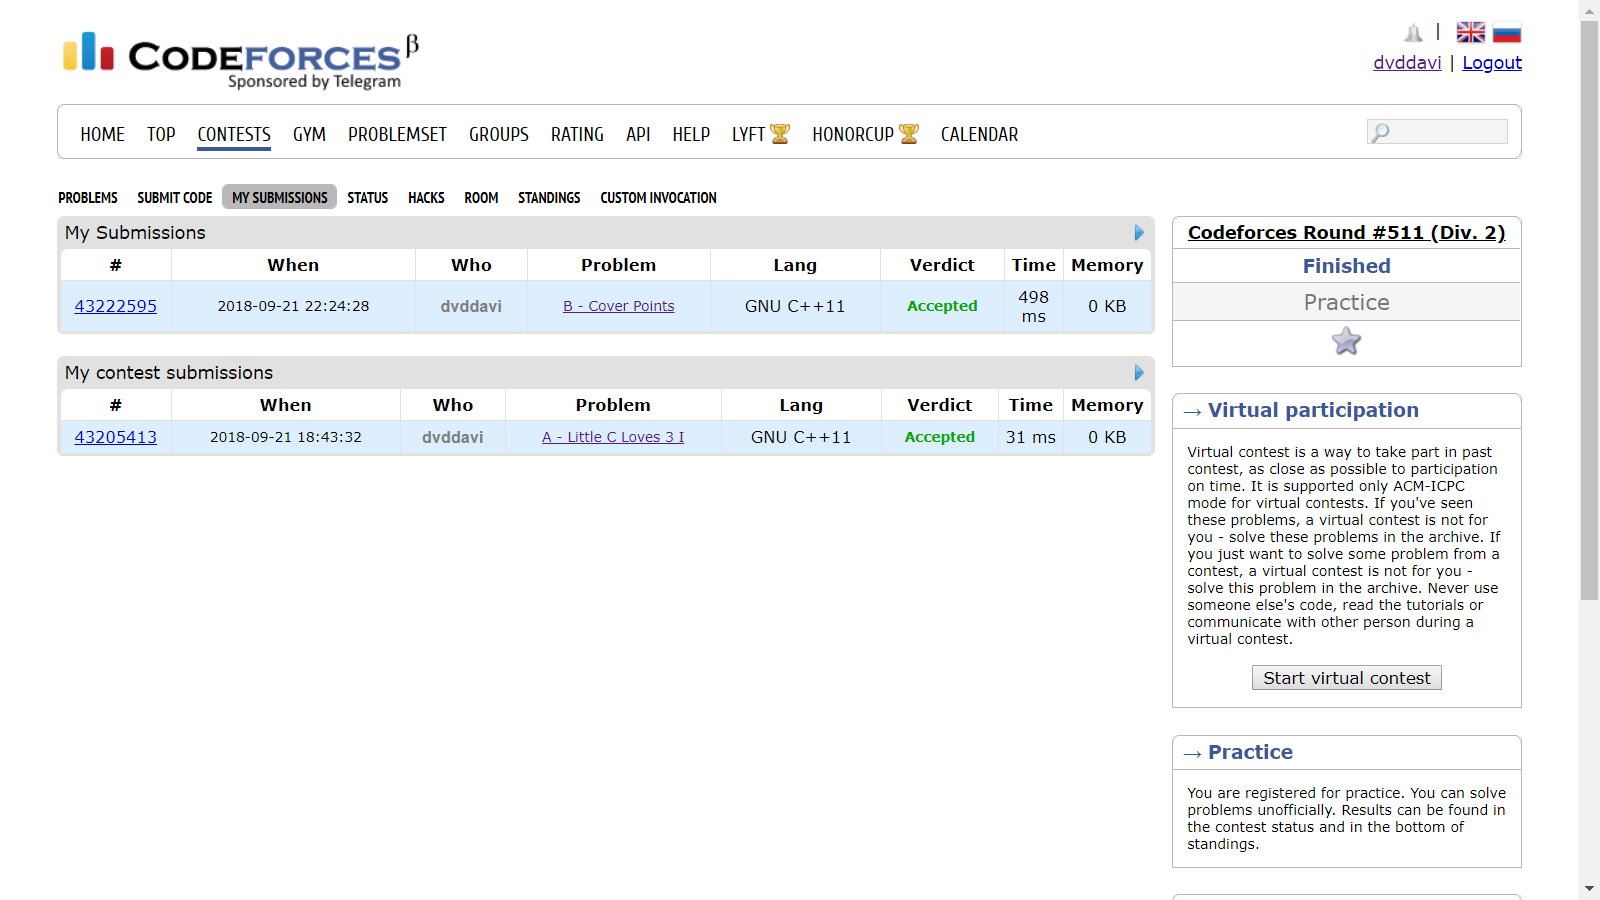 CODEFORCES β
Sponsored by Telegram
|
dvddavi | Logout
HOME TOP CONTESTS GYM PROBLEMSET GROUPS RATING API HELP LYFT HONORCUP CALENDAR
PROBLEMS SUBMIT CODE MY SUBMISSIONS STATUS HACKS ROOM STANDINGS CUSTOM INVOCATION
My Submissions
# When Who Problem Lang Verdict Time Memory
43222595 2018-09-21 22:24:28 dvddavi B - Cover Points GNU C++11 Accepted 498 ms 0 KB
My contest submissions
# When Who Problem Lang Verdict Time Memory
43205413 2018-09-21 18:43:32 dvddavi A - Little C Loves 3 I GNU C++11 Accepted 31 ms 0 KB
Codeforces Round #511 (Div. 2)
Finished
Practice
→ Virtual participation
Virtual contest is a way to take part in past
contest, as close as possible to participation
on time. It is supported only ACM-ICPC
mode for virtual contests. If you've seen
these problems, a virtual contest is not for
you - solve these problems in the archive. If
you just want to solve some problem from a
contest, a virtual contest is not for you -
solve this problem in the archive. Never use
someone else's code, read the tutorials or
communicate with other person during a
virtual contest.
Start virtual contest
→ Practice
You are registered for practice. You can solve
problems unofficially. Results can be found in
the contest status and in the bottom of
standings.